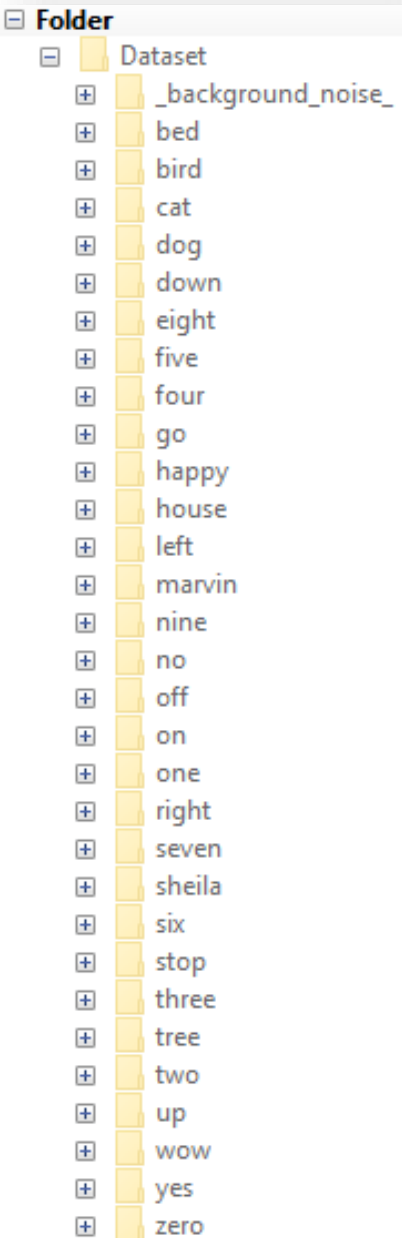 Folder
Dataset
_background_noise_
bed
bird
cat
dog
down
eight
five
four
go
happy
house
left
marvin
nine
no
off
on
one
right
seven
sheila
six
stop
three
tree
two
up
wow
yes
zero